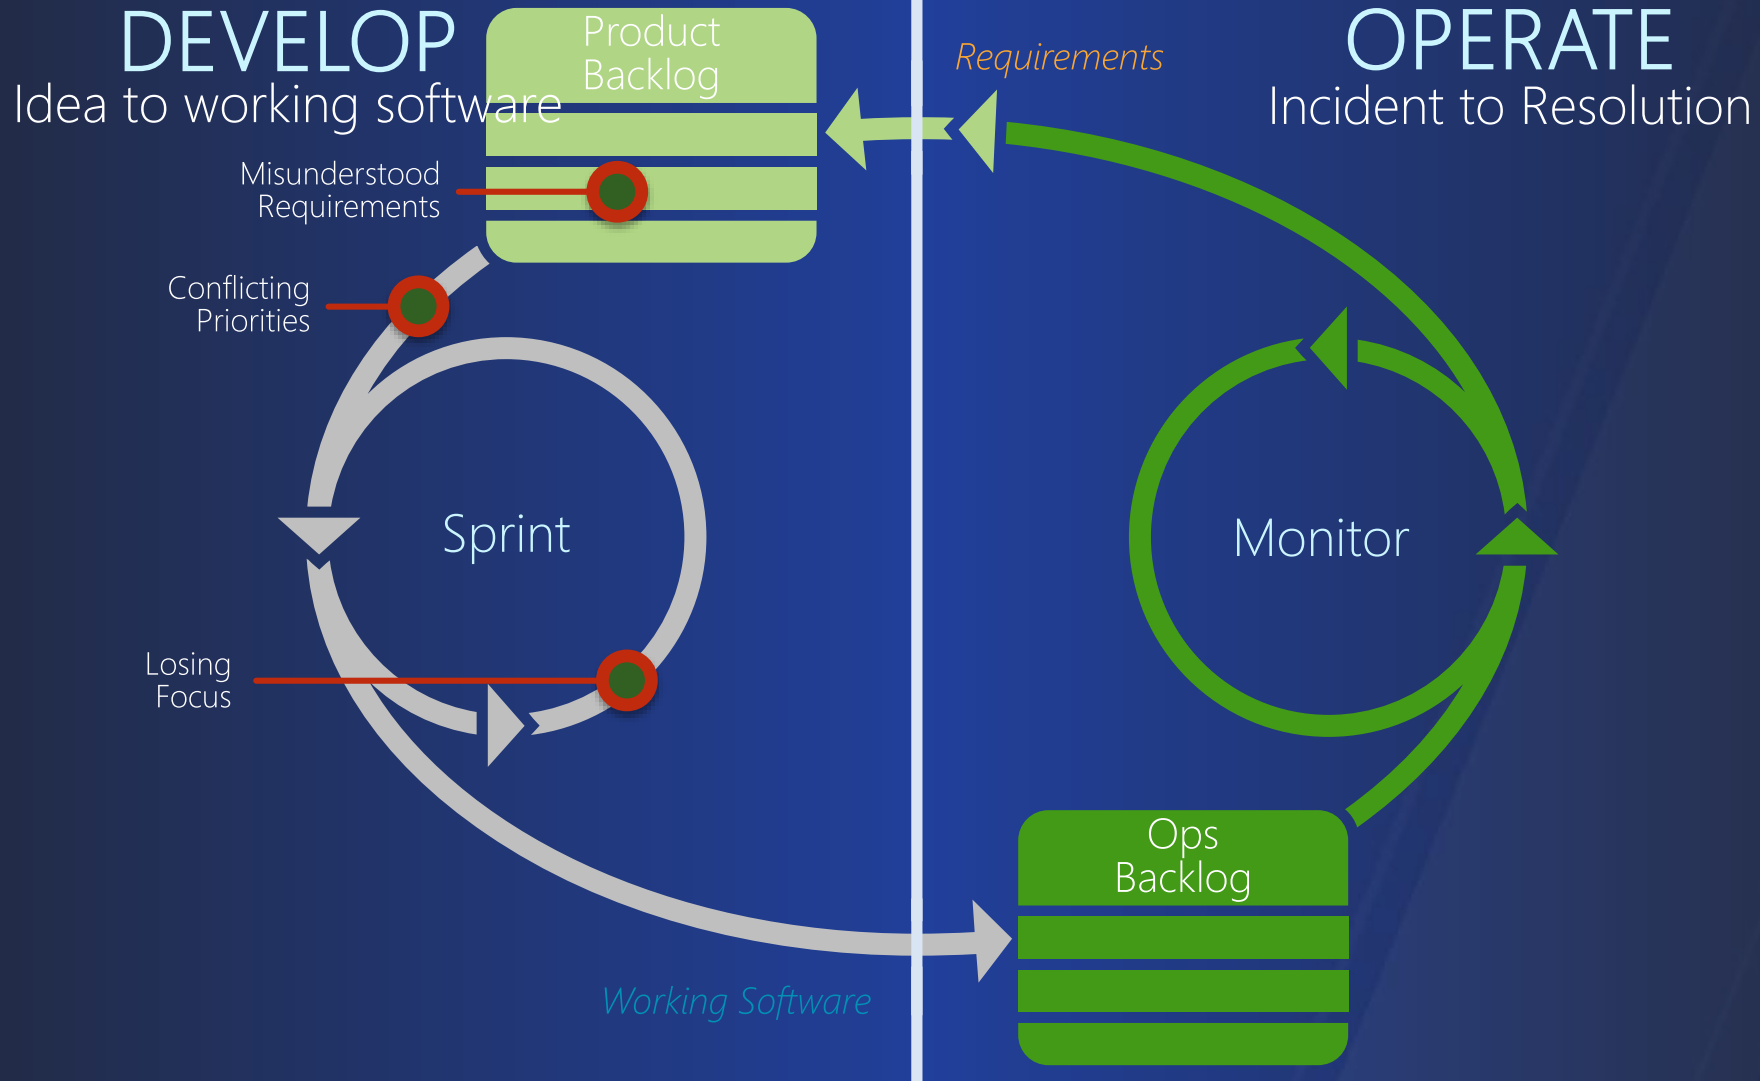 DEVELOP
Idea to working software
Product
Backlog
Requirements
OPERATE
Incident to Resolution
Misunderstood
Requirements
Conflicting
Priorities
Sprint
Monitor
Losing
Focus
Ops
Backlog
Working Software